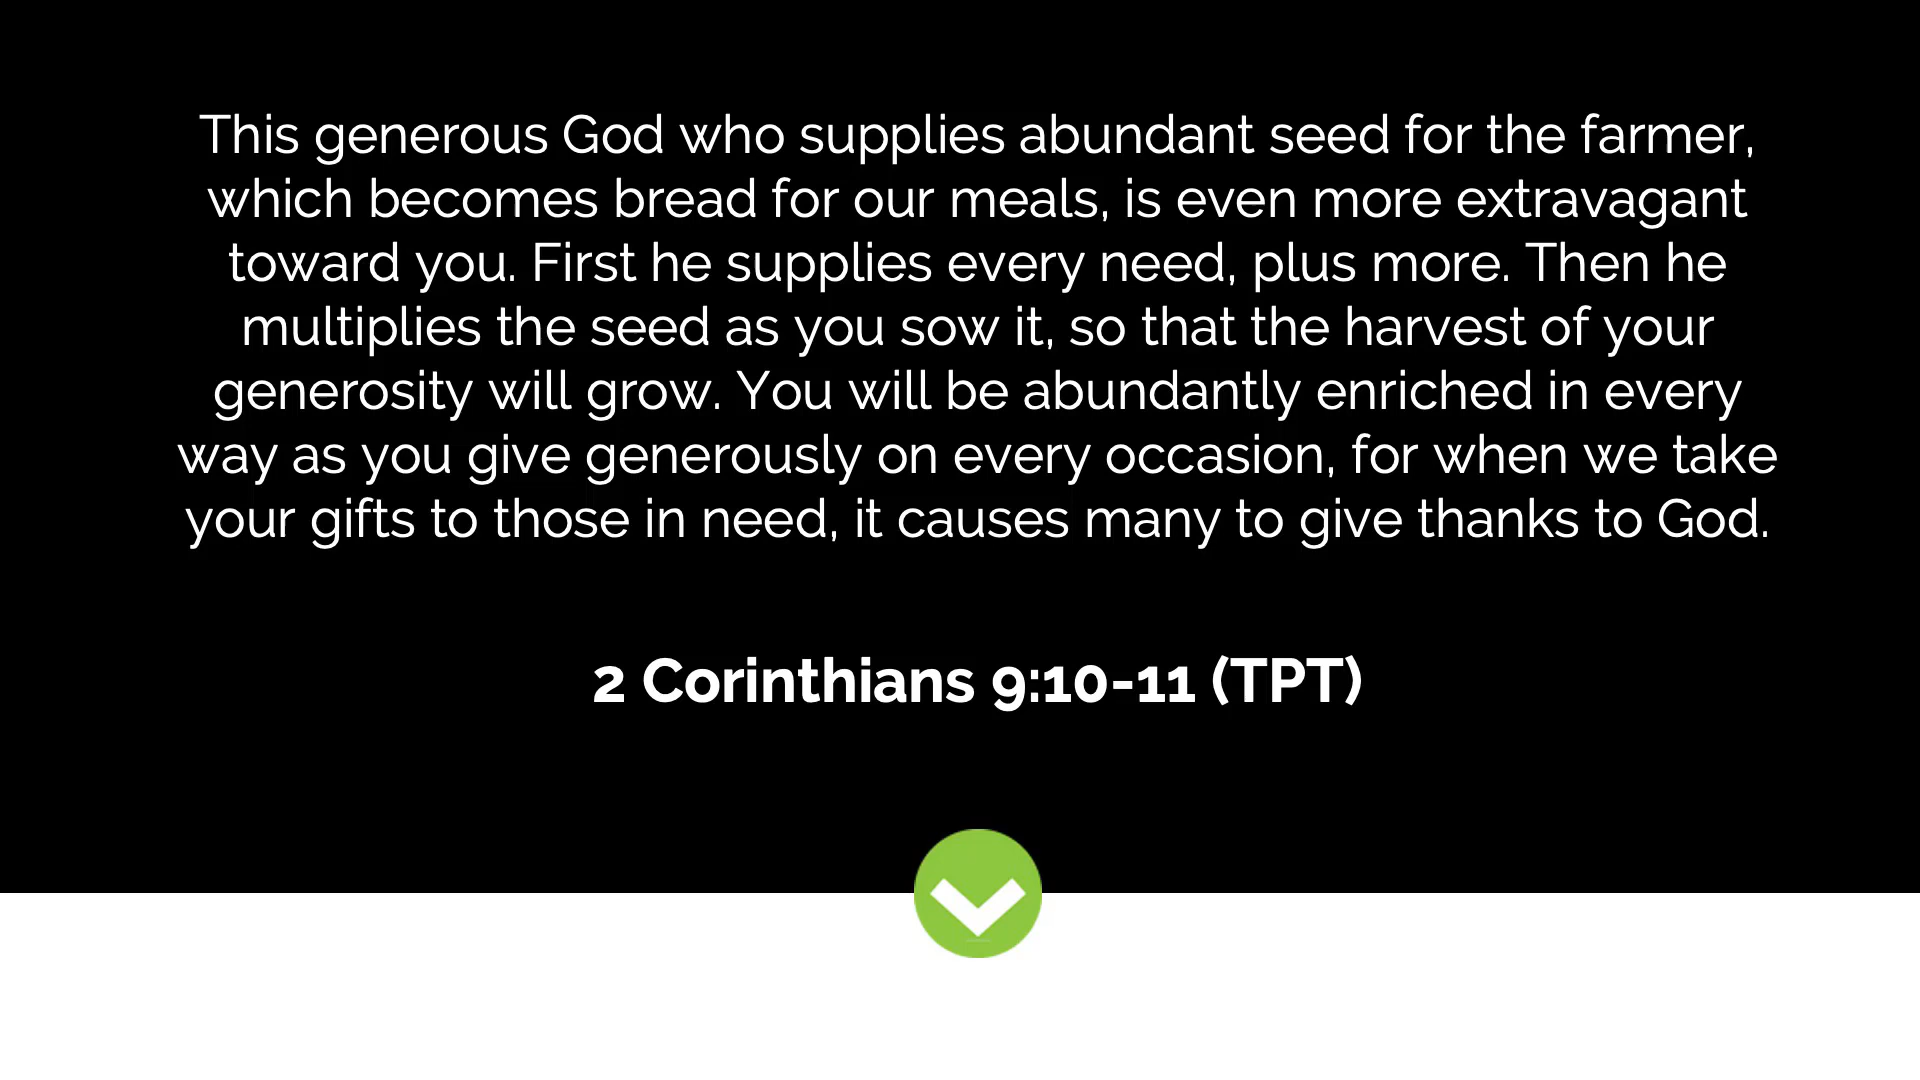 This generous God who supplies abundant seed for the farmer,
which becomes bread for our meals, is even more extravagant
toward you. First he supplies every need, plus more. Then he
multiplies the seed as you sow it, so that the harvest of your
generosity will grow. You will be abundantly enriched in every
way as you give generously on every occasion, for when we take
your gifts to those in need, it causes many to give thanks to God.
2 Corinthians 9:10-11 (TPT)